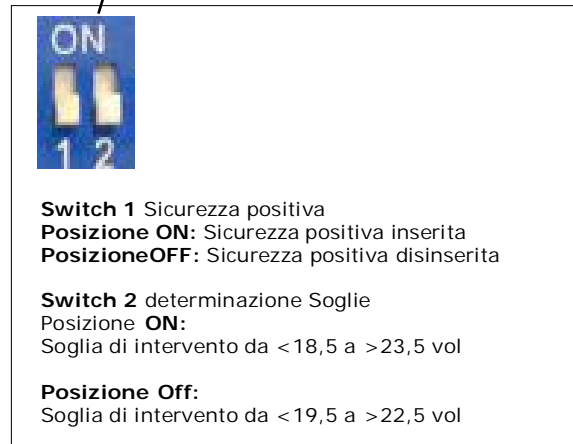 ON
1 2
Switch 1 Sicurezza positiva
Posizione ON: Sicurezza positiva inserita
PosizioneOFF: Sicurezza positiva disinserita
Switch 2 determinazione Soglie
Posizione ON:
Soglia di intervento da <18,5 a >23,5 vol
Posizione Off:
Soglia di intervento da <19,5 a >22,5 vol